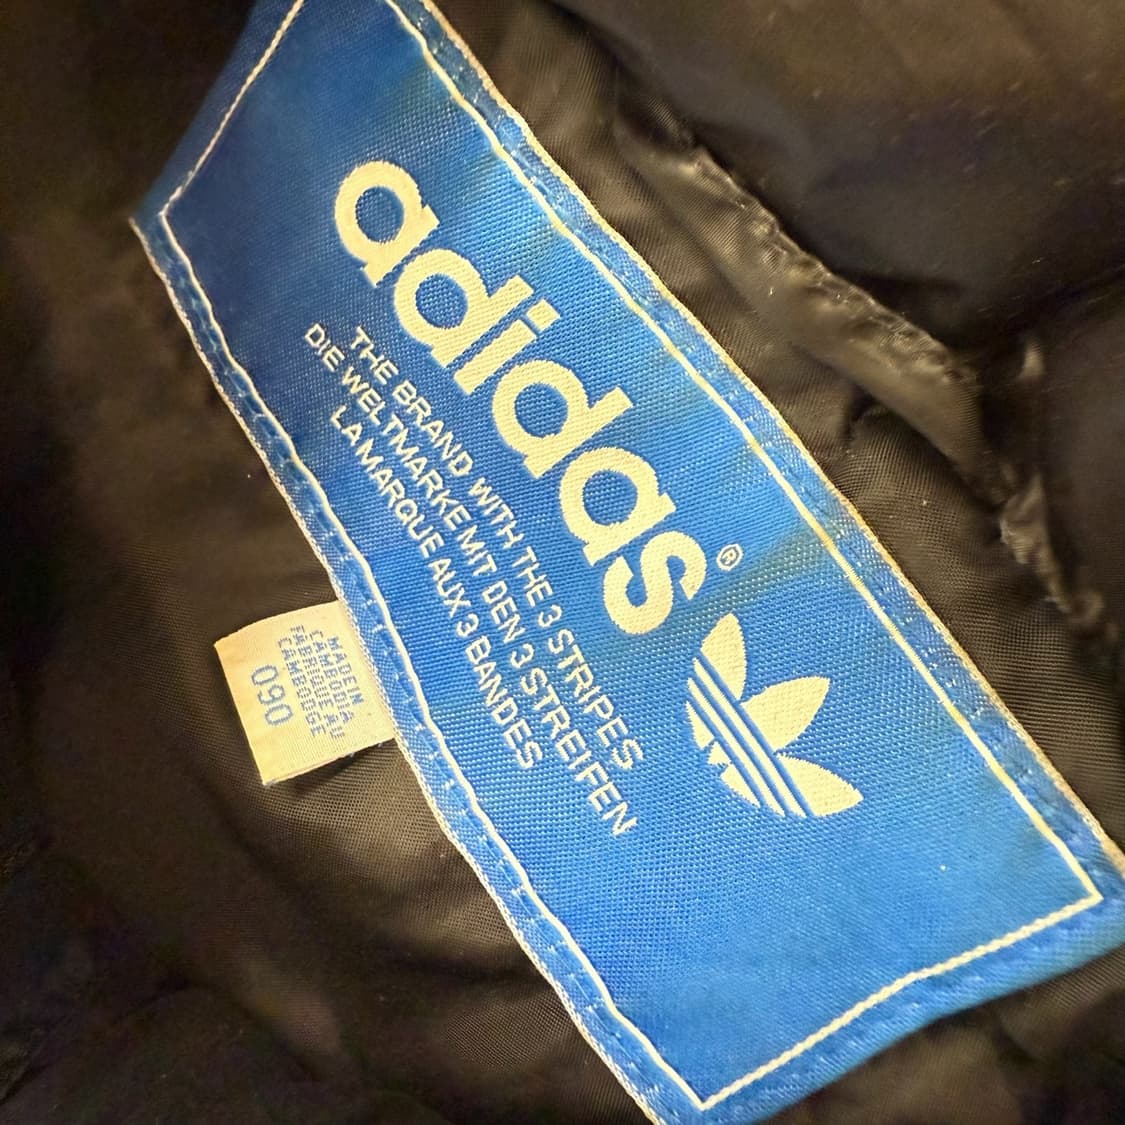 adidas®
THE BRAND WITH THE 3 STRIPES
DIE WELTMARKE MIT DEN 3 STREIFEN
LA MARQUE AUX 3 BANDES
MADE IN
CAMBODIA
FABRIQUE AU
CAMBODGE
090